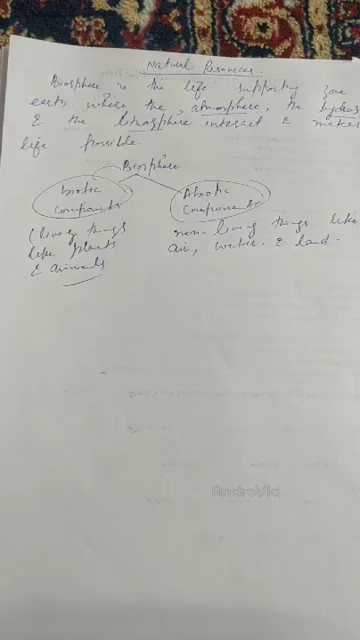 Natural Resources.
Biosphere is the life supporting zone
earth where the, atmosphere, the hydros
& the lithosphere interact & makes
life possible.
Biosphere
biotic
components
Abiotic
components
(living things
like plants
& animals
non-living things like
air, water & land.
AndroVid